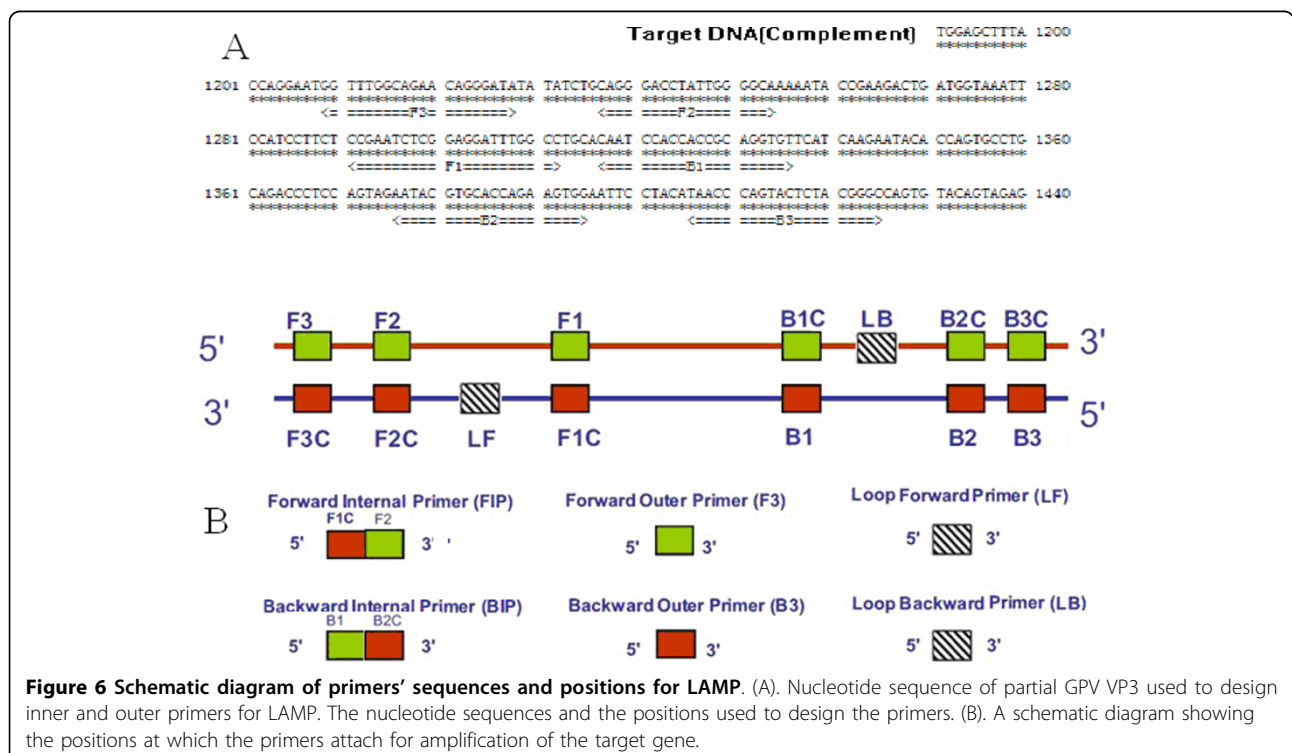 A
Target DNA(Complement) TGGAGCTTTA 1200
**********
1201 CCAGGAATGG TTTGGCAGAA CAGGGATATA TATCTGCAGG GACCTATTGG GGCAAAAATA CCGAAGACTG ATGGTAAATT 1280
********** ********** ********** ********** ********** ********** ********** **********
<= =======F3= =======> <== =====F2=== ===>
1281 CCATCCTTCT CCGAATCTCG GAGGATTTGG CCTGCACAAT CCACCACCGC AGGTGTTCAT CAAGAATACA CCAGTGCCTG 1360
********** ********** ********** ********** ********** ********** ********** **********
<========= F1======== => <== =====B1=== =====>
1361 CAGACCCTCC AGTAGAATAC GTGCACCAGA AGTGGAATTC CTACATAACC CAGTACTCTA CGGGCCAGTG TACAGTAGAG 1440
********** ********** ********** ********** ********** ********** ********** **********
<==== ====B2==== ====> <=== =====B3==== ====>
F3 F2 F1 B1C LB B2C B3C
5' 3'
3' 5'
F3C F2C LF F1C B1 B2 B3
B
Forward Internal Primer (FIP) Forward Outer Primer (F3) Loop Forward Primer (LF)
F1C F2
5' 3' ' 5' 3' 5' 3'
Backward Internal Primer (BIP) Backward Outer Primer (B3) Loop Backward Primer (LB)
B1 B2C
5' 3' 5' 3' 5' 3'
Figure 6 Schematic diagram of primers' sequences and positions for LAMP. (A). Nucleotide sequence of partial GPV VP3 used to design
inner and outer primers for LAMP. The nucleotide sequences and the positions used to design the primers. (B). A schematic diagram showing
the positions at which the primers attach for amplification of the target gene.